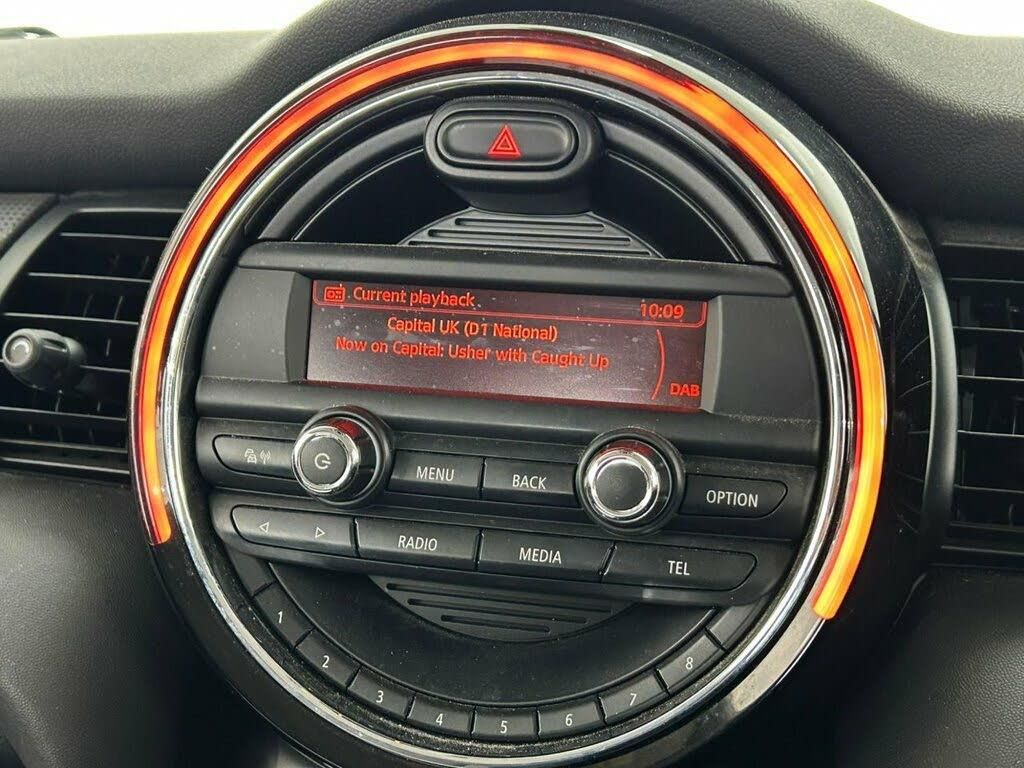 Current playback 10:09
Capital UK (D1 National)
Now on Capital: Usher with Caught Up
DAB
MENU BACK OPTION
RADIO MEDIA TEL
1 2 3 4 5 6 7 8